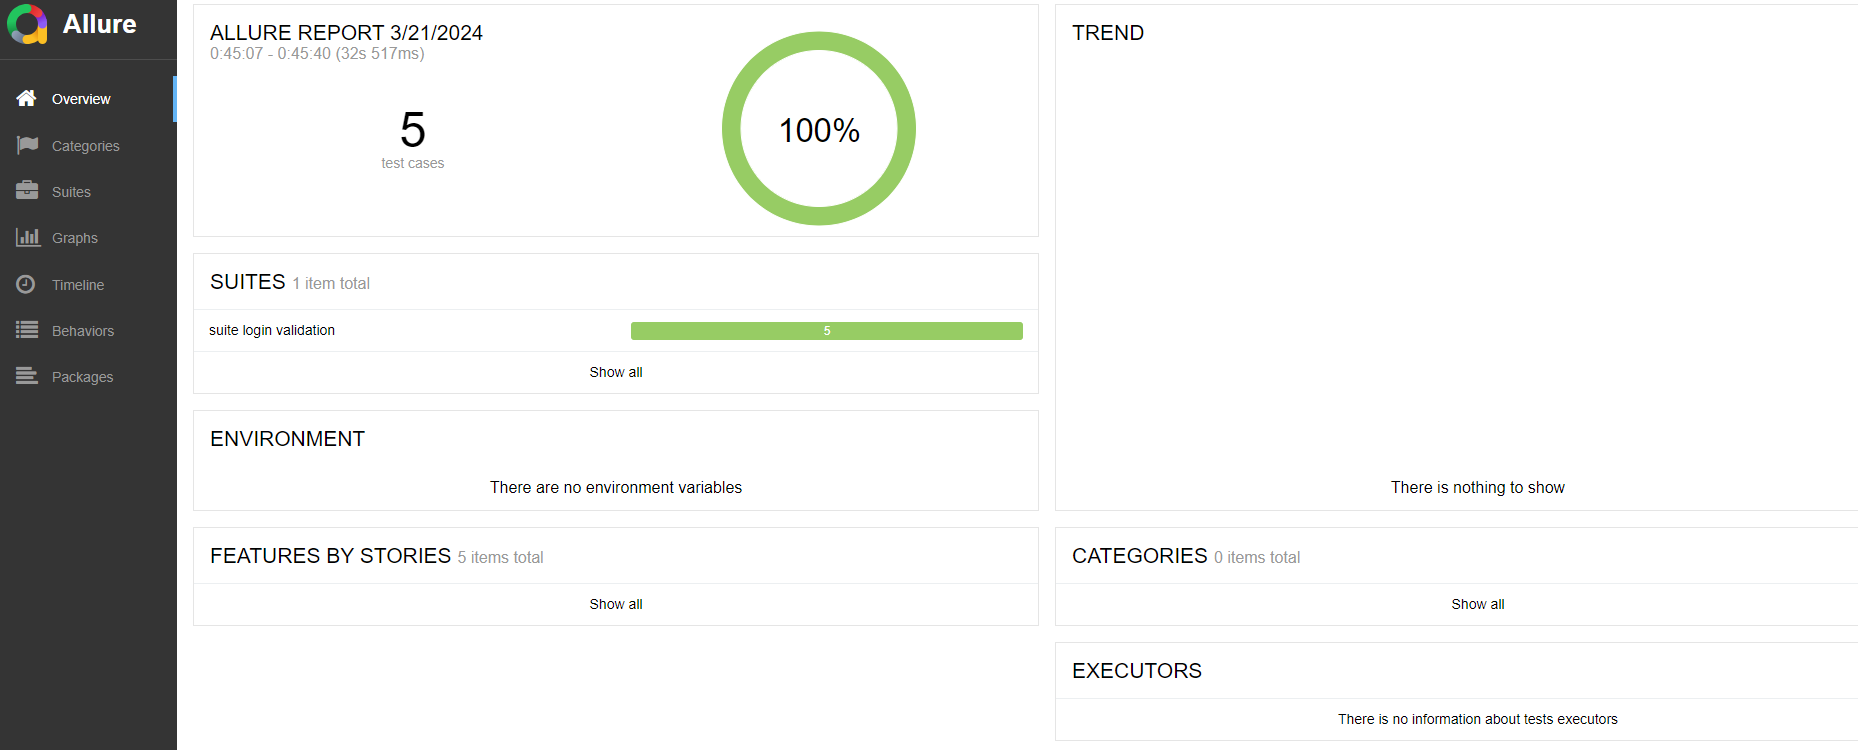 Allure
Overview
Categories
Suites
Graphs
Timeline
Behaviors
Packages
ALLURE REPORT 3/21/2024
0:45:07 - 0:45:40 (32s 517ms)
5
test cases
100%
SUITES 1 item total
suite login validation 5
Show all
ENVIRONMENT
There are no environment variables
FEATURES BY STORIES 5 items total
Show all
TREND
There is nothing to show
CATEGORIES 0 items total
Show all
EXECUTORS
There is no information about tests executors